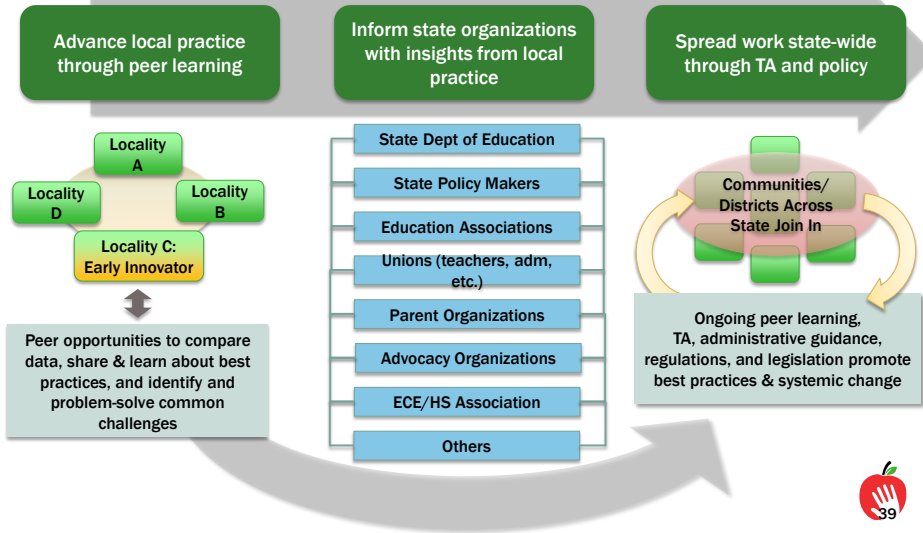 Advance local practice
through peer learning
Inform state organizations
with insights from local
practice
Spread work state-wide
through TA and policy
Locality
A
Locality
D
Locality
B
Locality C:
Early Innovator
Peer opportunities to compare
data, share & learn about best
practices, and identify and
problem-solve common
challenges
State Dept of Education
State Policy Makers
Education Associations
Unions (teachers, adm,
etc.)
Parent Organizations
Advocacy Organizations
ECE/HS Association
Others
Communities/
Districts Across
State Join In
Ongoing peer learning,
TA, administrative guidance,
regulations, and legislation promote
best practices & systemic change
39